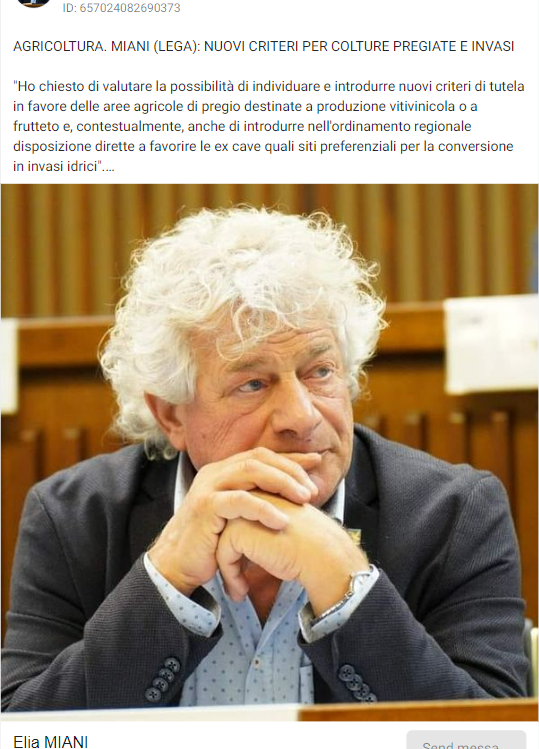 ID: 657024082690373
AGRICOLTURA. MIANI (LEGA): NUOVI CRITERI PER COLTURE PREGIATE E INVASI
"Ho chiesto di valutare la possibilità di individuare e introdurre nuovi criteri di tutela
in favore delle aree agricole di pregio destinate a produzione vitivinicola o a
frutteto e, contestualmente, anche di introdurre nell'ordinamento regionale
disposizione dirette a favorire le ex cave quali siti preferenziali per la conversione
in invasi idrici"....
Elia MIANI
Send messa